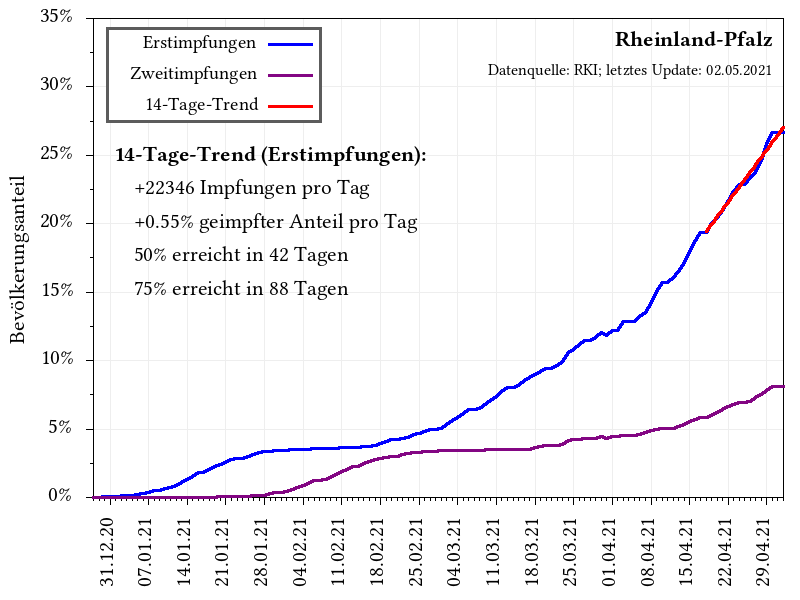 35%
30%
25%
20%
15%
10%
5%
0%
Bevölkerungsanteil
Erstimpfungen
Zweitimpfungen
14-Tage-Trend
Rheinland-Pfalz
Datenquelle: RKI; letztes Update: 02.05.2021
14-Tage-Trend (Erstimpfungen):
+22346 Impfungen pro Tag
+0.55% geimpfter Anteil pro Tag
50% erreicht in 42 Tagen
75% erreicht in 88 Tagen
31.12.20
07.01.21
14.01.21
21.01.21
28.01.21
04.02.21
11.02.21
18.02.21
25.02.21
04.03.21
11.03.21
18.03.21
25.03.21
01.04.21
08.04.21
15.04.21
22.04.21
29.04.21